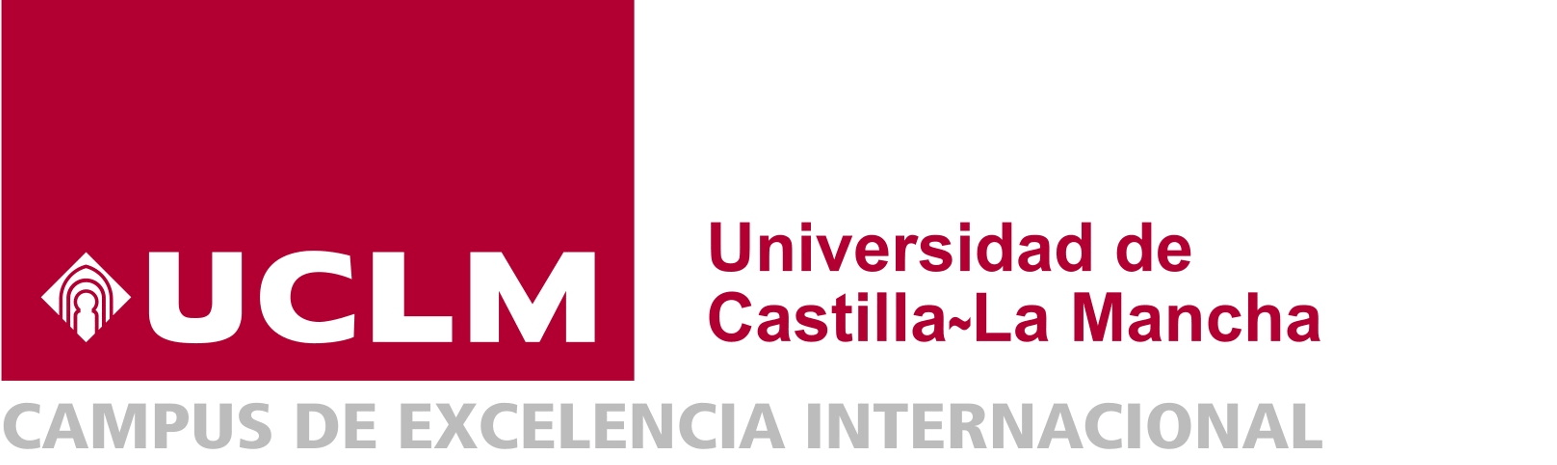 UCLM
Universidad de
Castilla~La Mancha
CAMPUS DE EXCELENCIA INTERNACIONAL